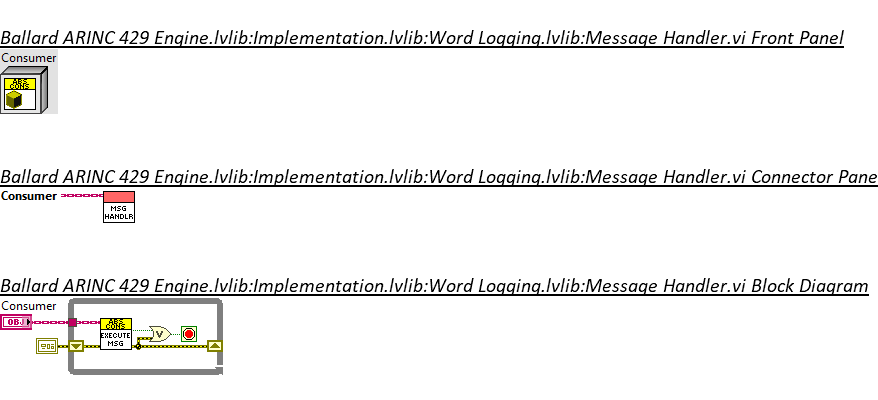 Ballard ARINC 429 Engine.lvlib:Implementation.lvlib:Word Logging.lvlib:Message Handler.vi Front Panel
Consumer
ABS
CONS
Ballard ARINC 429 Engine.lvlib:Implementation.lvlib:Word Logging.lvlib:Message Handler.vi Connector Pane
Consumer
MSG
HANDLR
Ballard ARINC 429 Engine.lvlib:Implementation.lvlib:Word Logging.lvlib:Message Handler.vi Block Diagram
Consumer
OBJ
ABS
CONS
EXECUTE
MSG
V